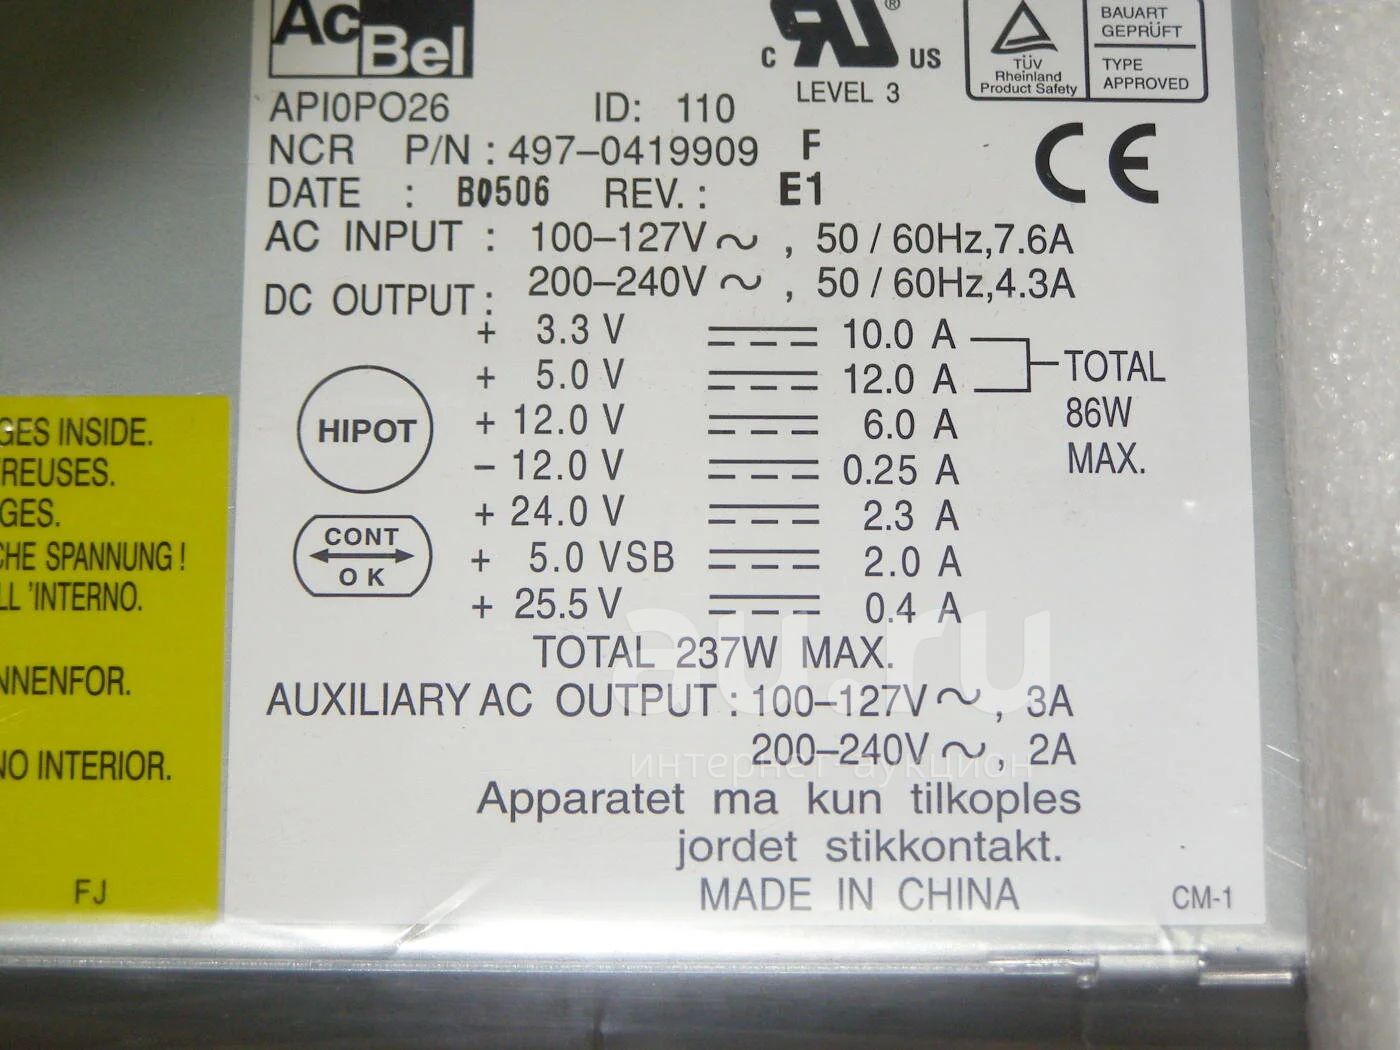 AcBel
C RU ® US
LEVEL 3
TÜV
Rheinland
Product Safety
BAUART
GEPRÜFT
TYPE
APPROVED
API0PO26 ID: 110
NCR P/N : 497-0419909 F
DATE : B0506 REV. : E1
CE
AC INPUT : 100-127V~ , 50 / 60Hz,7.6A
200-240V~ , 50 / 60Hz,4.3A
DC OUTPUT :
+ 3.3 V 10.0 A
+ 5.0 V 12.0 A
TOTAL
86W
MAX.
+ 12.0 V 6.0 A
- 12.0 V 0.25 A
+ 24.0 V 2.3 A
+ 5.0 VSB 2.0 A
+ 25.5 V 0.4 A
HIPOT
CONT
OK
TOTAL 237W MAX.
AUXILIARY AC OUTPUT : 100-127V~ , 3A
200-240V~ , 2A
Apparatet ma kun tilkoples
jordet stikkontakt.
MADE IN CHINA
CM-1
GES INSIDE.
REUSES.
GES.
CHE SPANNUNG !
LL 'INTERNO.
NNENFOR.
NO INTERIOR.
FJ
au.ru
интернет-аукцион